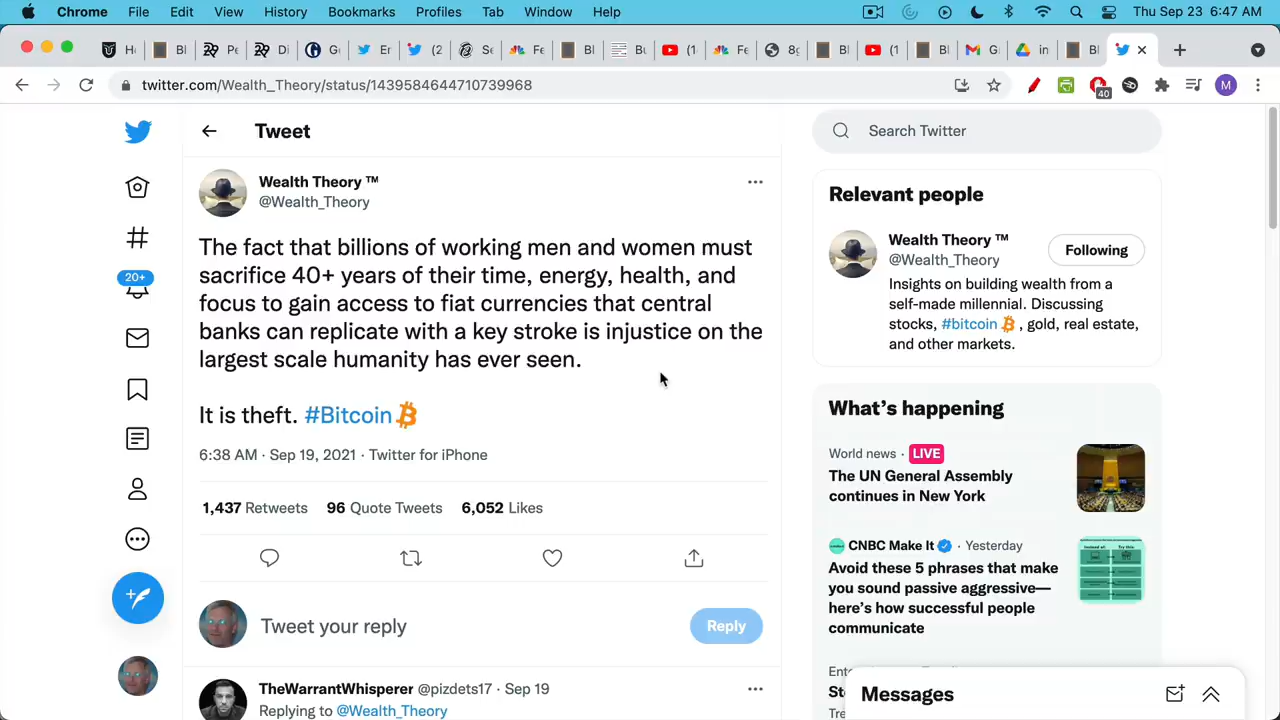 Chrome File Edit View History Bookmarks Profiles Tab Window Help Thu Sep 23 6:47 AM
twitter.com/Wealth_Theory/status/1439584644710739968
40
M
Tweet
Search Twitter
Wealth Theory ™
@Wealth_Theory
The fact that billions of working men and women must
sacrifice 40+ years of their time, energy, health, and
focus to gain access to fiat currencies that central
banks can replicate with a key stroke is injustice on the
largest scale humanity has ever seen.
It is theft. #Bitcoin
6:38 AM · Sep 19, 2021 · Twitter for iPhone
1,437 Retweets 96 Quote Tweets 6,052 Likes
Tweet your reply
Reply
TheWarrantWhisperer @pizdets17 · Sep 19
Replying to @Wealth_Theory
20+
Relevant people
Wealth Theory ™
@Wealth_Theory
Following
Insights on building wealth from a
self-made millennial. Discussing
stocks, #bitcoin , gold, real estate,
and other markets.
What's happening
World news · LIVE
The UN General Assembly
continues in New York
CNBC Make It · Yesterday
Avoid these 5 phrases that make
you sound passive aggressive—
here's how successful people
communicate
Messages